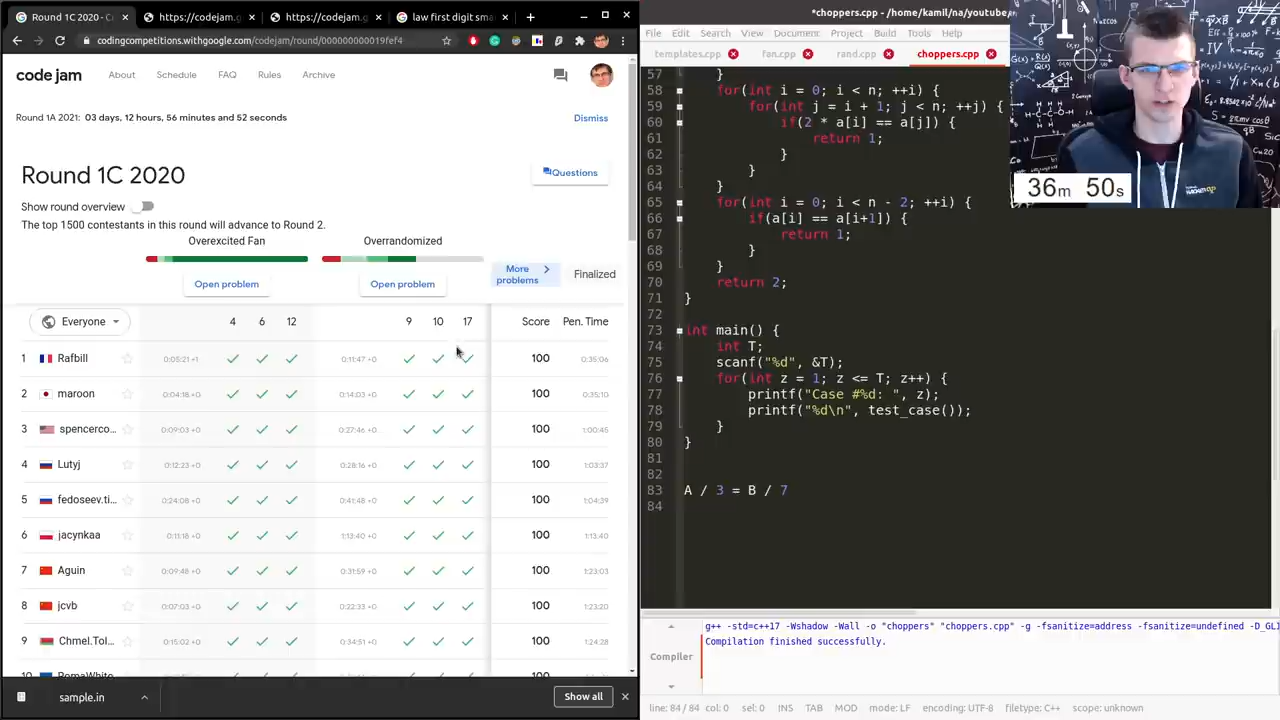 Round 1C 2020 - C
https://codejam.g
https://codejam.g
law first digit sma
codingcompetitions.withgoogle.com/codejam/round/000000000019fef4
code jam
About
Schedule
FAQ
Rules
Archive
Round 1A 2021: 03 days, 12 hours, 56 minutes and 52 seconds
Dismiss
Round 1C 2020
Questions
Show round overview
The top 1500 contestants in this round will advance to Round 2.
Overexcited Fan
Overrandomized
Open problem
Open problem
More problems
Finalized
Everyone
4 6 12 9 10 17 Score Pen. Time
1 Rafbill 0:05:21 +1 0:11:47 +0 100 0:35:06
2 maroon 0:04:18 +0 0:14:03 +0 100 0:35:10
3 spencerco... 0:09:03 +0 0:27:46 +0 100 1:00:45
4 Lutyj 0:12:23 +0 0:28:16 +0 100 1:03:37
5 fedoseev.ti... 0:24:08 +0 0:41:48 +0 100 1:04:39
6 jacynkaa 0:11:18 +0 1:13:40 +0 100 1:13:40
7 Aguin 0:09:48 +0 0:31:59 +0 100 1:23:03
8 jcvb 0:07:03 +0 0:22:33 +0 100 1:23:20
9 Chmel.Tol... 0:15:02 +0 0:34:51 +0 100 1:24:28
sample.in
Show all
*choppers.cpp - /home/kamil/na/youtube
File Edit Search View Document Project Build Tools Help
templates.cpp
fan.cpp
rand.cpp
choppers.cpp
57 }
58 for(int i = 0; i < n; ++i) {
59 for(int j = i + 1; j < n; ++j) {
60 if(2 * a[i] == a[j]) {
61 return 1;
62 }
63 }
64 }
65 for(int i = 0; i < n - 2; ++i) {
66 if(a[i] == a[i+1]) {
67 return 1;
68 }
69 }
70 return 2;
71 }
72
73 int main() {
74 int T;
75 scanf("%d", &T);
76 for(int z = 1; z <= T; z++) {
77 printf("Case #%d: ", z);
78 printf("%d\n", test_case());
79 }
80 }
81
82
83 A / 3 = B / 7
84
36m 50s
g++ -std=c++17 -Wshadow -Wall -o "choppers" "choppers.cpp" -g -fsanitize=address -fsanitize=undefined -D_GLI
Compilation finished successfully.
Compiler
line: 84 / 84 col: 0 sel: 0 INS TAB MOD mode: LF encoding: UTF-8 filetype: C++ scope: unknown